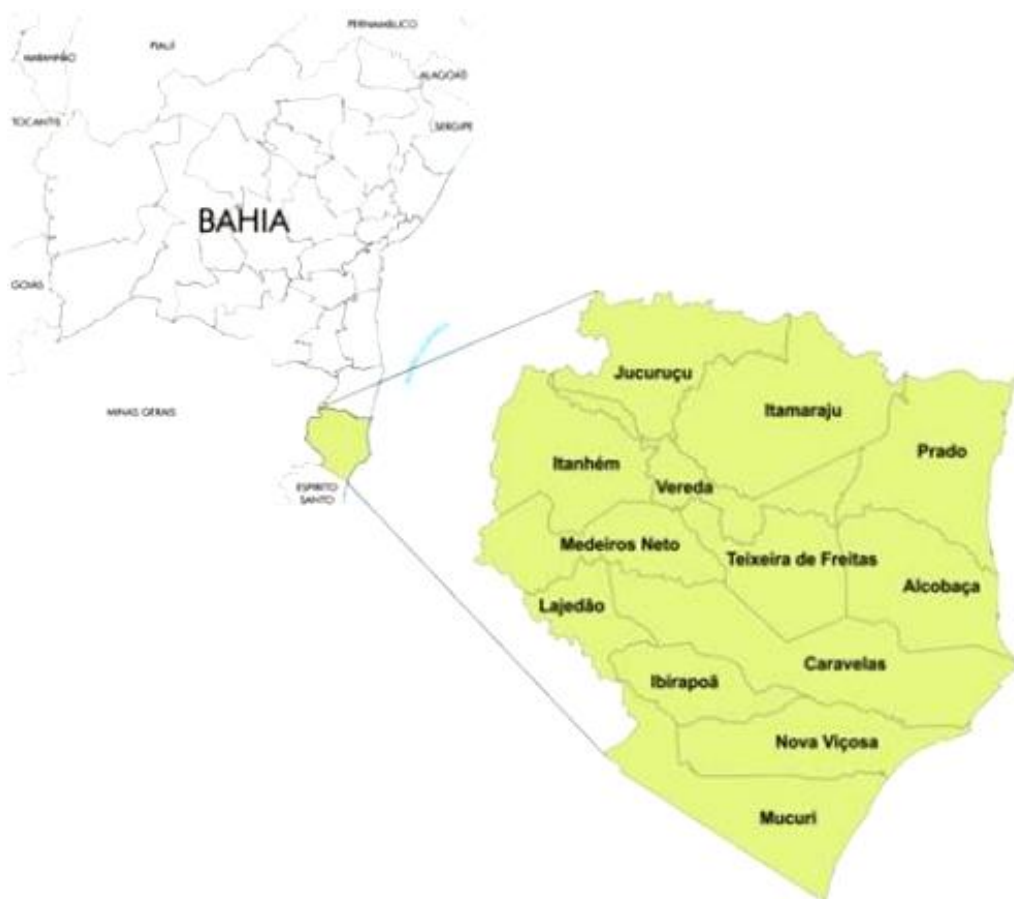 PERNAMBUCO
PIAUÍ
MARANHÃO
ALAGOAS
TOCANTIS
SERGIPE
BAHIA
GOIÁS
MINAS GERAIS
ESPIRITO
SANTO
Jucuruçu
Itamaraju
Prado
Itanhém
Vereda
Medeiros Neto
Teixeira de Freitas
Alcobaça
Lajedão
Caravelas
Ibirapoã
Nova Viçosa
Mucuri